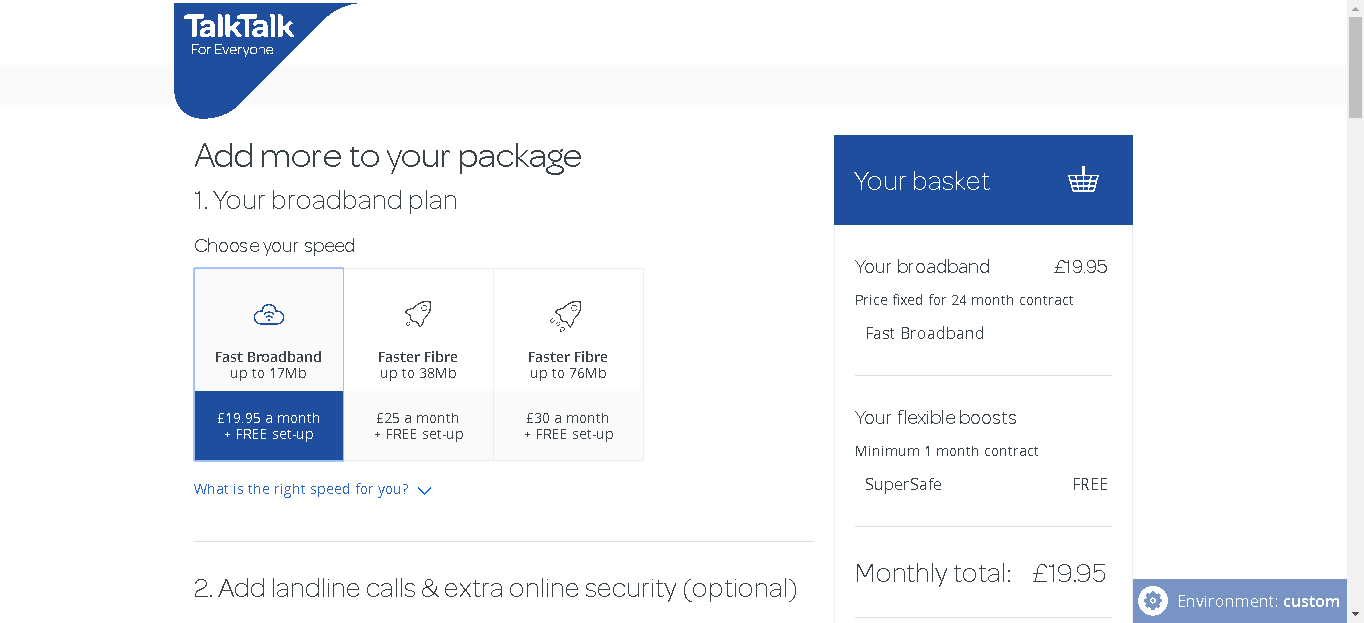 TalkTalk
For Everyone
Add more to your package
1. Your broadband plan
Choose your speed
Fast Broadband
up to 17Mb
£19.95 a month
+ FREE set-up
Faster Fibre
up to 38Mb
£25 a month
+ FREE set-up
Faster Fibre
up to 76Mb
£30 a month
+ FREE set-up
What is the right speed for you?
2. Add landline calls & extra online security (optional)
Your basket
Your broadband £19.95
Price fixed for 24 month contract
Fast Broadband
Your flexible boosts
Minimum 1 month contract
SuperSafe FREE
Monthly total: £19.95
Environment: custom